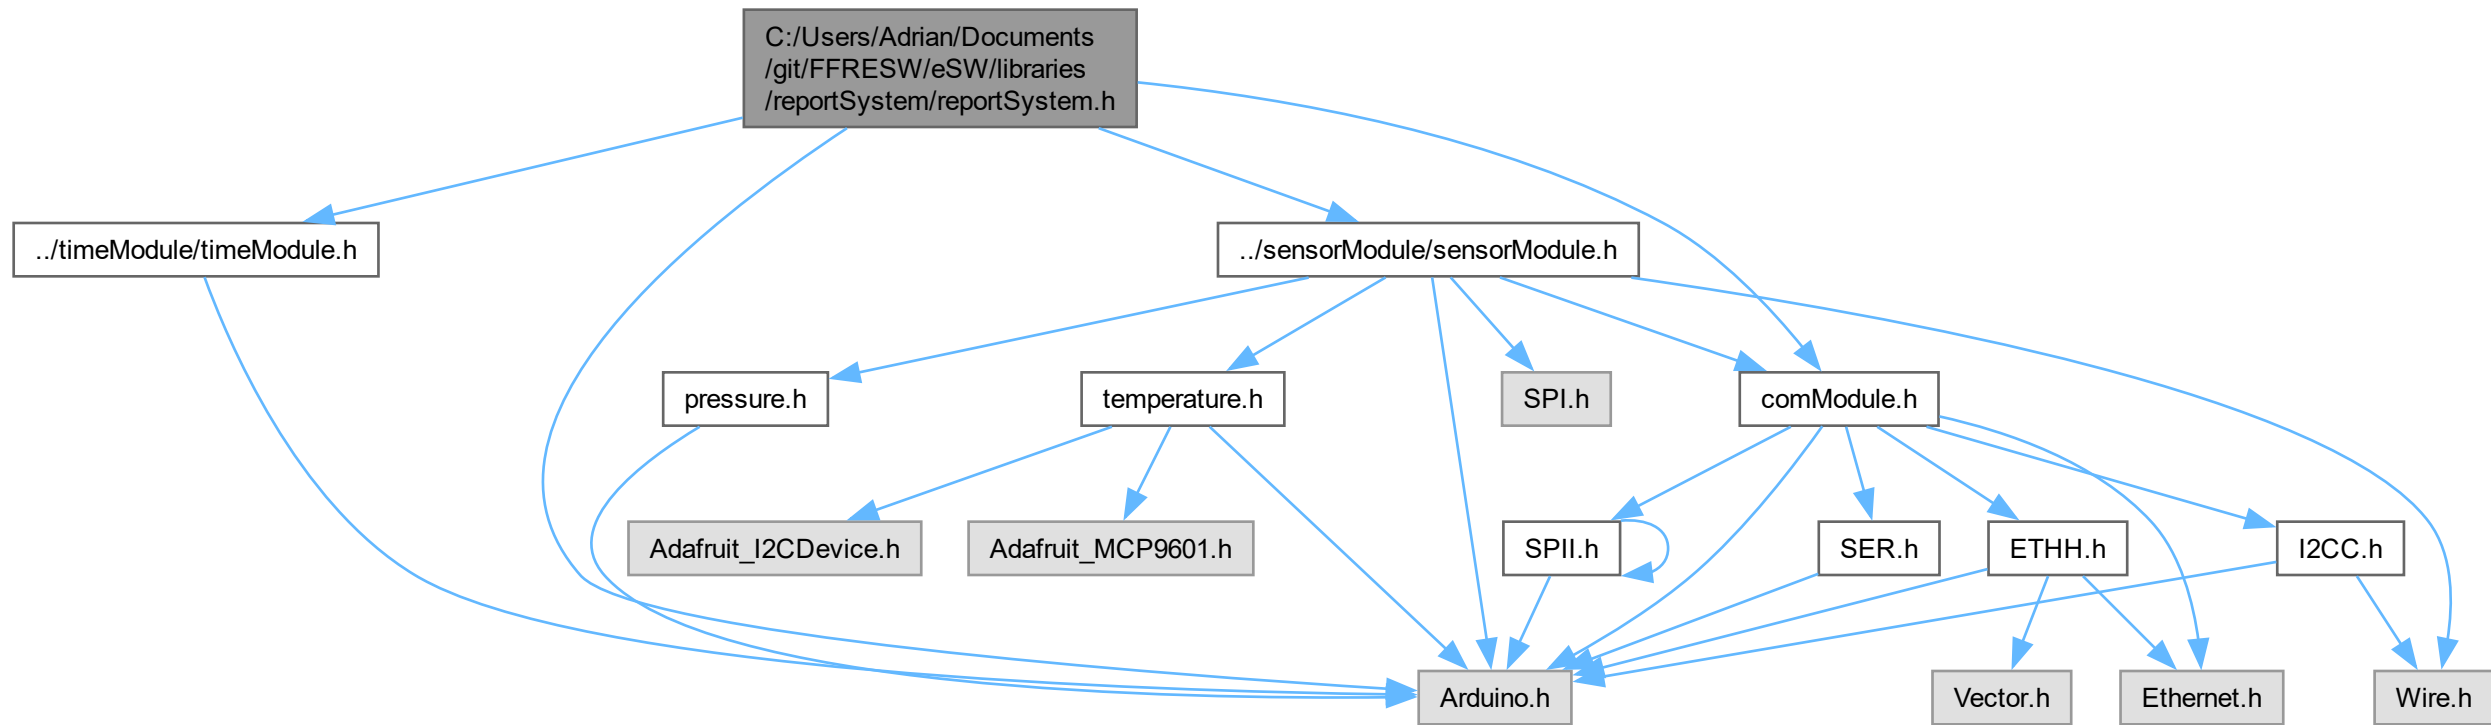 C:/Users/Adrian/Documents
/git/FFRESW/eSW/libraries
/reportSystem/reportSystem.h
../timeModule/timeModule.h
../sensorModule/sensorModule.h
pressure.h
temperature.h
SPI.h
comModule.h
Adafruit_I2CDevice.h
Adafruit_MCP9601.h
SPII.h
SER.h
ETHH.h
I2CC.h
Arduino.h
Vector.h
Ethernet.h
Wire.h